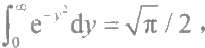 ∫₀^∞ e^{-y²}dy = √π / 2 ,